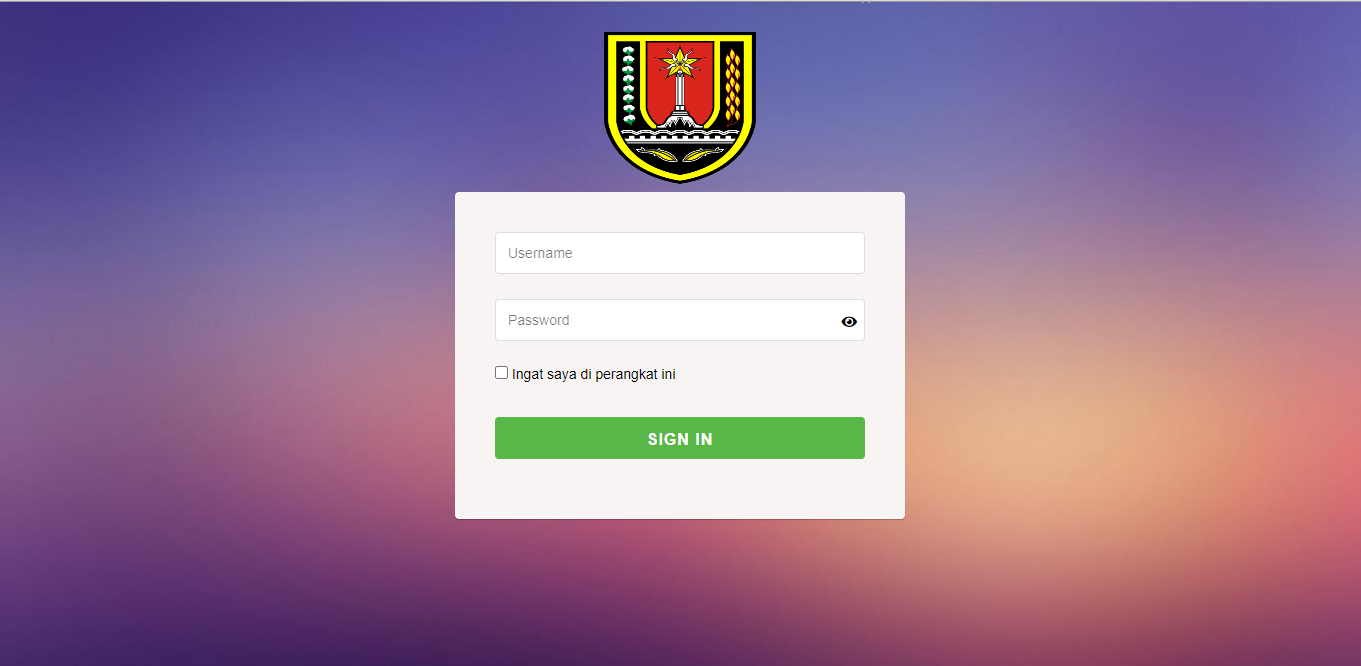 Username
Password
Ingat saya di perangkat ini
SIGN IN